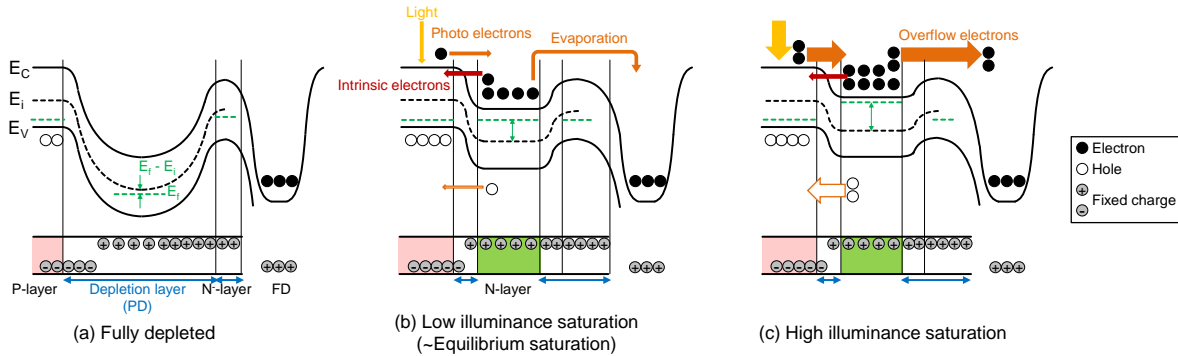 E_C
E_i
E_V
E_f - E_i
E_f
P-layer
Depletion layer
(PD)
N⁻-layer
FD
(a) Fully depleted
Light
Photo electrons
Evaporation
Intrinsic electrons
N-layer
(b) Low illuminance saturation
(~Equilibrium saturation)
Overflow electrons
(c) High illuminance saturation
Electron
Hole
Fixed charge